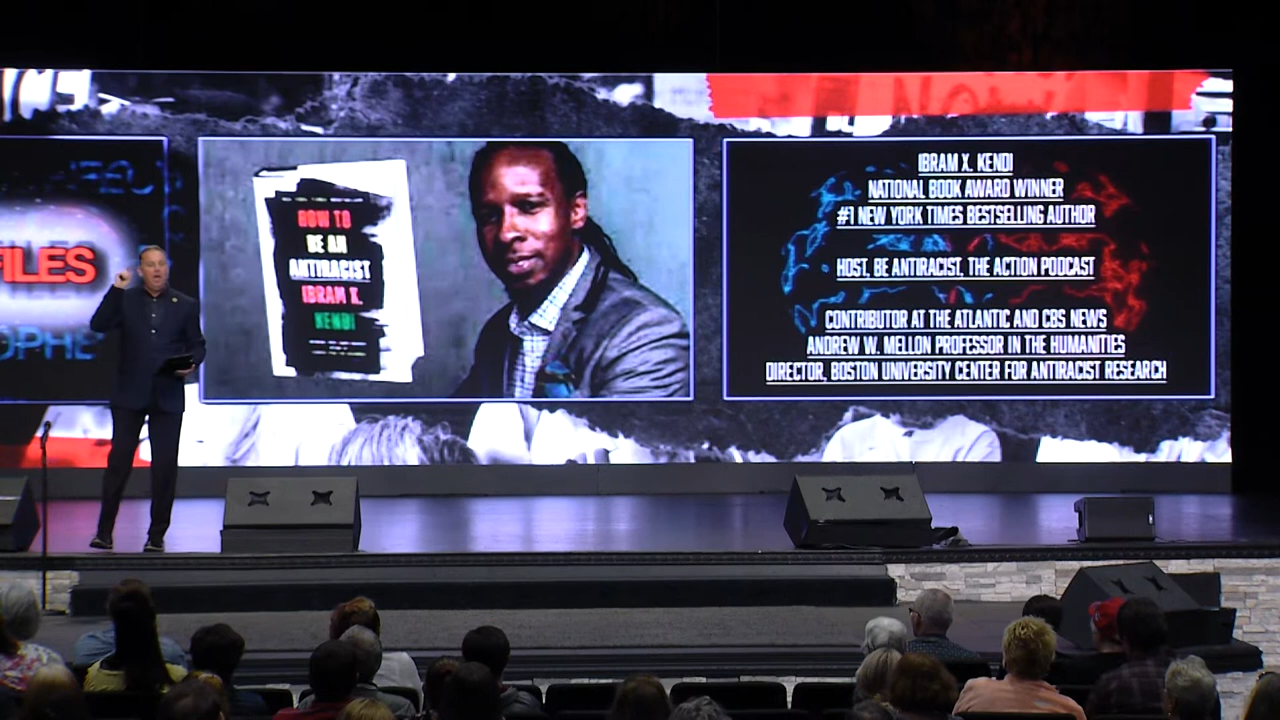 NOW
FILES
HOW TO
BE AN
ANTIRACIST
IBRAM X.
KENDI
IBRAM X. KENDI
NATIONAL BOOK AWARD WINNER
#1 NEW YORK TIMES BESTSELLING AUTHOR
HOST, BE ANTIRACIST, THE ACTION PODCAST
CONTRIBUTOR AT THE ATLANTIC AND CBS NEWS
ANDREW W. MELLON PROFESSOR IN THE HUMANITIES
DIRECTOR, BOSTON UNIVERSITY CENTER FOR ANTIRACIST RESEARCH